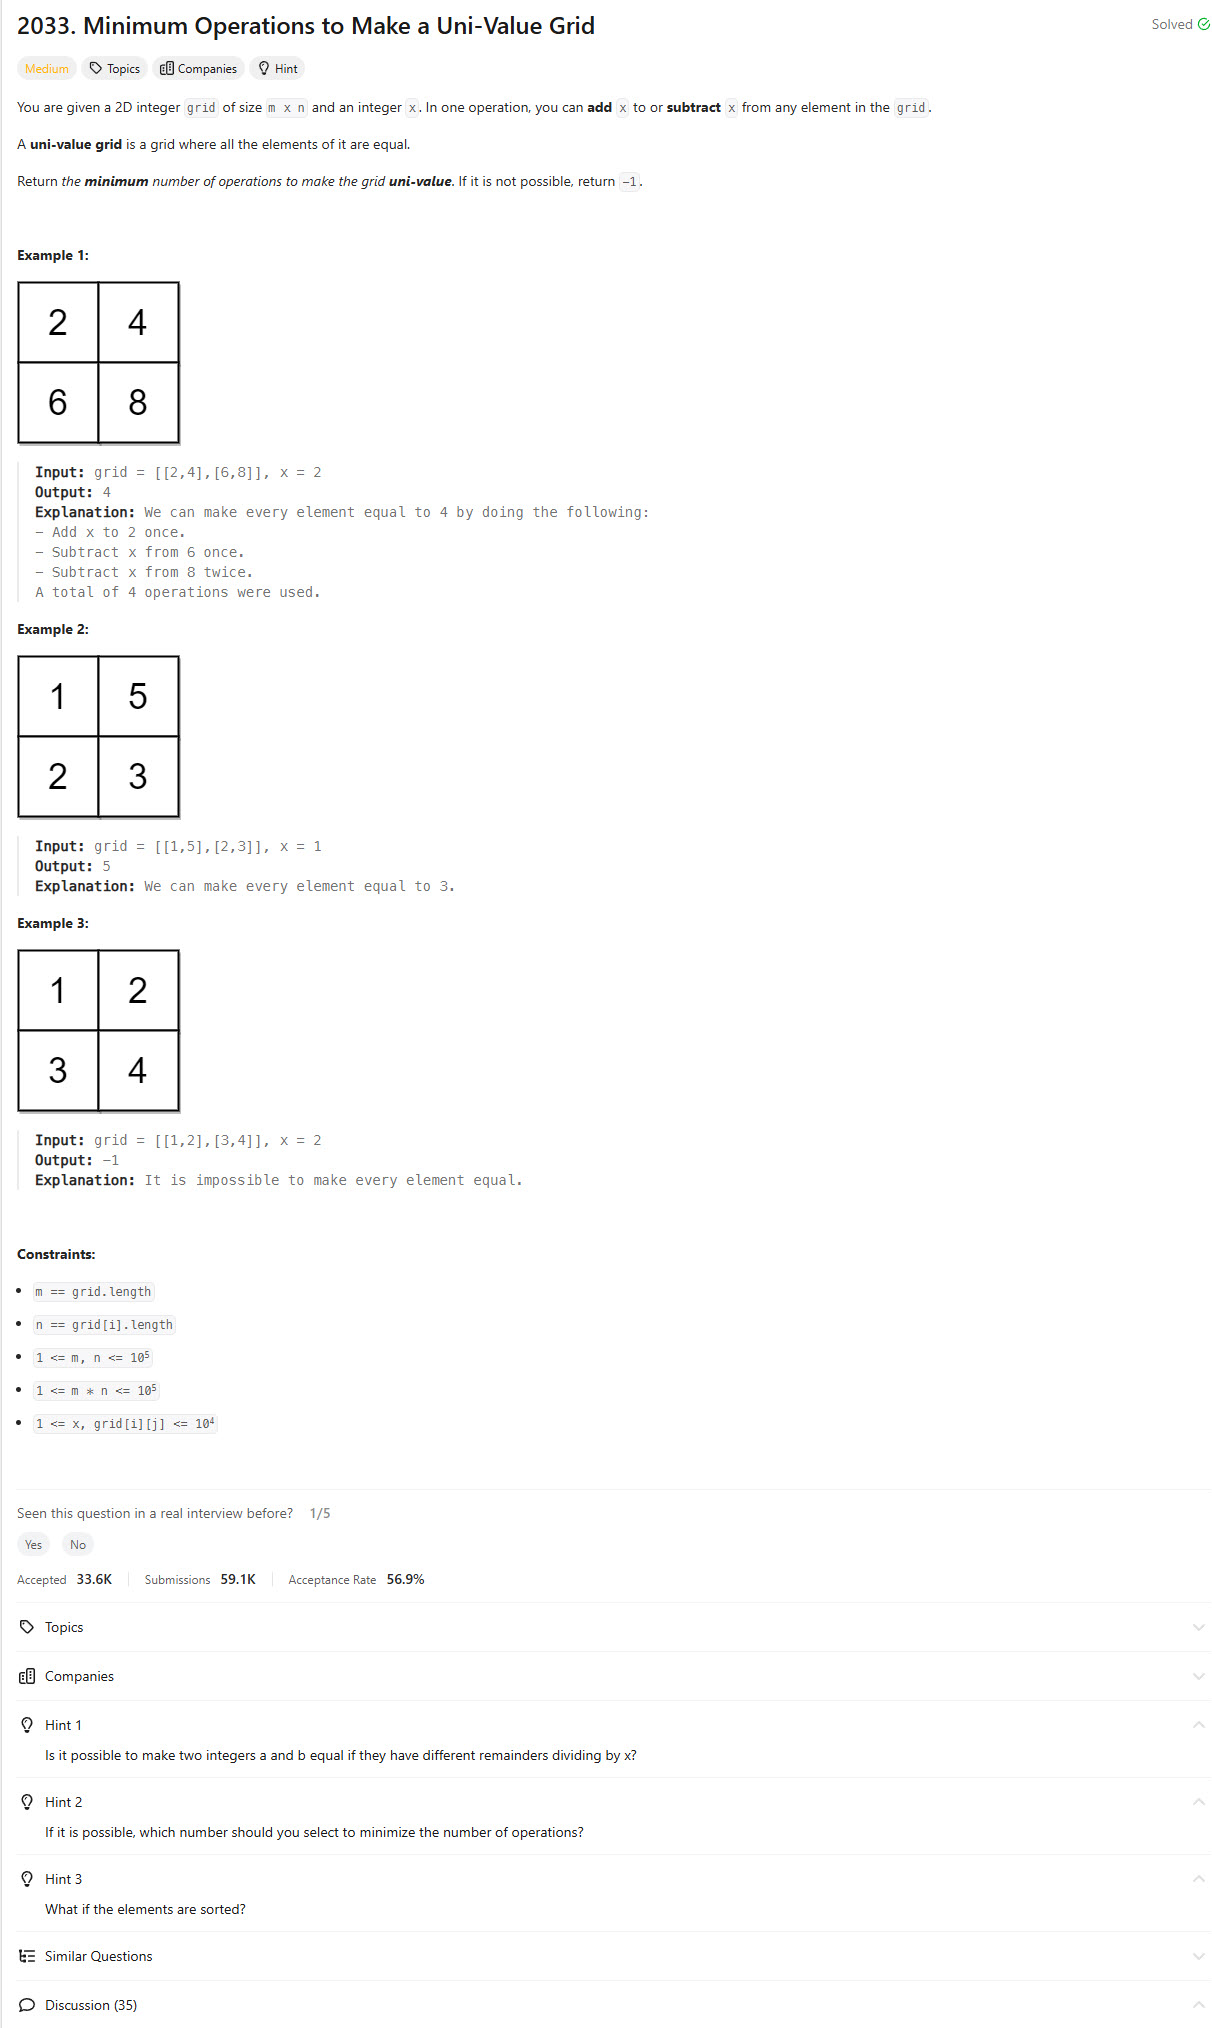 2033. Minimum Operations to Make a Uni-Value Grid
Solved
Medium Topics Companies Hint
You are given a 2D integer grid of size m x n and an integer x. In one operation, you can add x to or subtract x from any element in the grid.
A uni-value grid is a grid where all the elements of it are equal.
Return the minimum number of operations to make the grid uni-value. If it is not possible, return -1.
Example 1:
2 4
6 8
Input: grid = [[2,4],[6,8]], x = 2
Output: 4
Explanation: We can make every element equal to 4 by doing the following:
- Add x to 2 once.
- Subtract x from 6 once.
- Subtract x from 8 twice.
A total of 4 operations were used.
Example 2:
1 5
2 3
Input: grid = [[1,5],[2,3]], x = 1
Output: 5
Explanation: We can make every element equal to 3.
Example 3:
1 2
3 4
Input: grid = [[1,2],[3,4]], x = 2
Output: -1
Explanation: It is impossible to make every element equal.
Constraints:
• m == grid.length
• n == grid[i].length
• 1 <= m, n <= 10⁵
• 1 <= m * n <= 10⁵
• 1 <= x, grid[i][j] <= 10⁴
Seen this question in a real interview before? 1/5
Yes No
Accepted 33.6K Submissions 59.1K Acceptance Rate 56.9%
Topics
Companies
Hint 1
Is it possible to make two integers a and b equal if they have different remainders dividing by x?
Hint 2
If it is possible, which number should you select to minimize the number of operations?
Hint 3
What if the elements are sorted?
Similar Questions
Discussion (35)